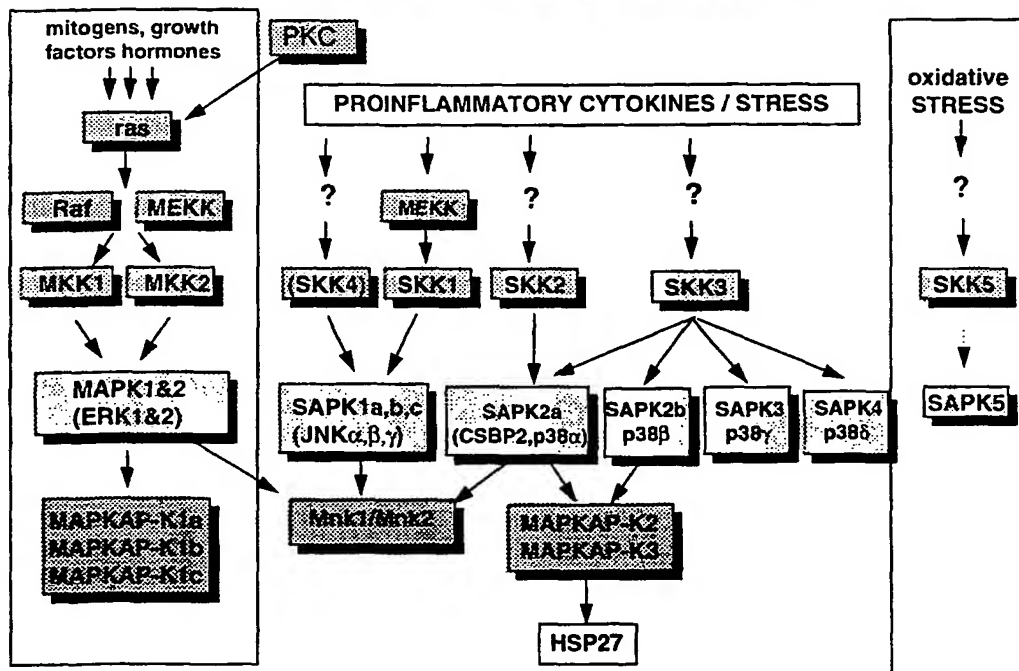 mitogens, growth
factors hormones
PKC
ras
Raf
MEKK
MKK1
MKK2
MAPK1&2
(ERK1&2)
MAPKAP-K1a
MAPKAP-K1b
MAPKAP-K1c
PROINFLAMMATORY CYTOKINES / STRESS
?
?
?
MEKK
(SKK4)
SKK1
SKK2
SKK3
SAPK1a,b,c
(JNKα,β,γ)
SAPK2a
(CSBP2,p38α)
SAPK2b
p38β
SAPK3
p38γ
SAPK4
p38δ
Mnk1/Mnk2
MAPKAP-K2
MAPKAP-K3
HSP27
oxidative
STRESS
?
SKK5
SAPK5